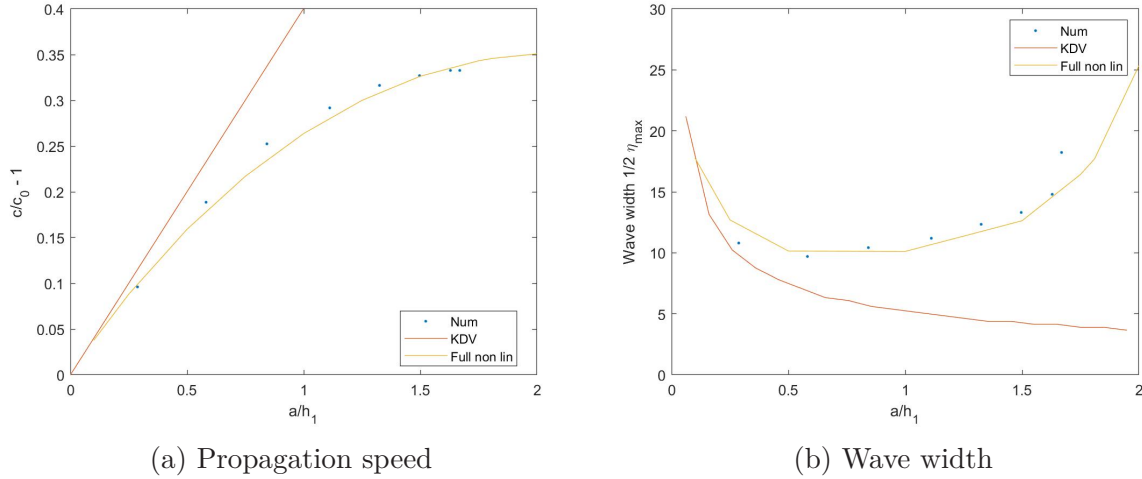 0.4
0.35
0.3
0.25
0.2
0.15
0.1
0.05
0
c/c₀ - 1
0 0.5 1 1.5 2
a/h₁
Num
KDV
Full non lin
(a) Propagation speed
30
25
20
15
10
5
0
Wave width 1/2 η_max
0 0.5 1 1.5 2
a/h₁
Num
KDV
Full non lin
(b) Wave width